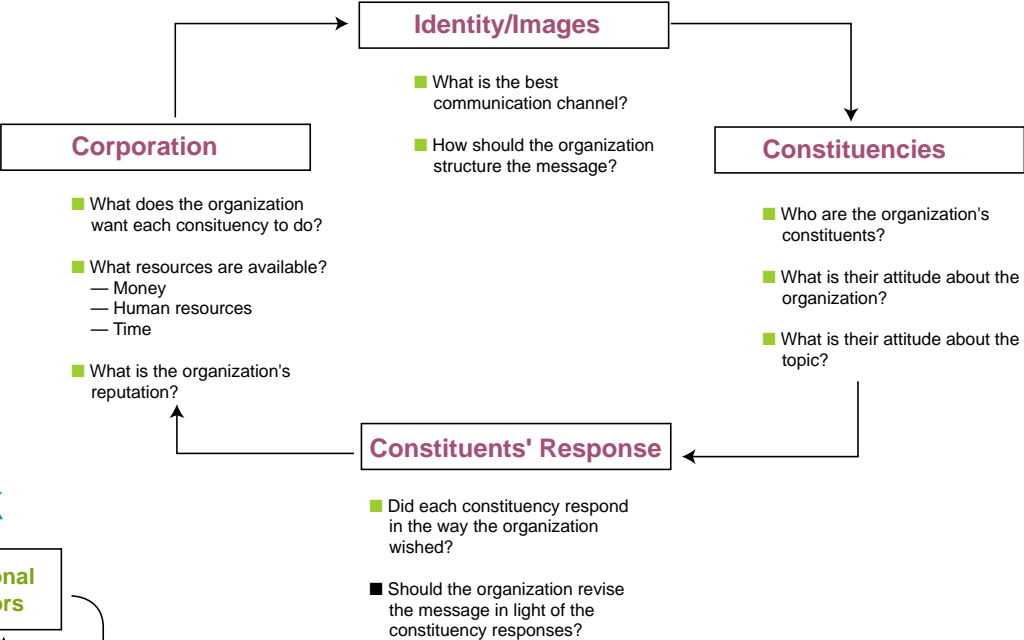 Identity/Images
■ What is the best
communication channel?
■ How should the organization
structure the message?
Corporation
■ What does the organization
want each consituency to do?
■ What resources are available?
— Money
— Human resources
— Time
■ What is the organization's
reputation?
Constituencies
■ Who are the organization's
constituents?
■ What is their attitude about the
organization?
■ What is their attitude about the
topic?
Constituents' Response
■ Did each constituency respond
in the way the organization
wished?
■ Should the organization revise
the message in light of the
constituency responses?
onal
ors